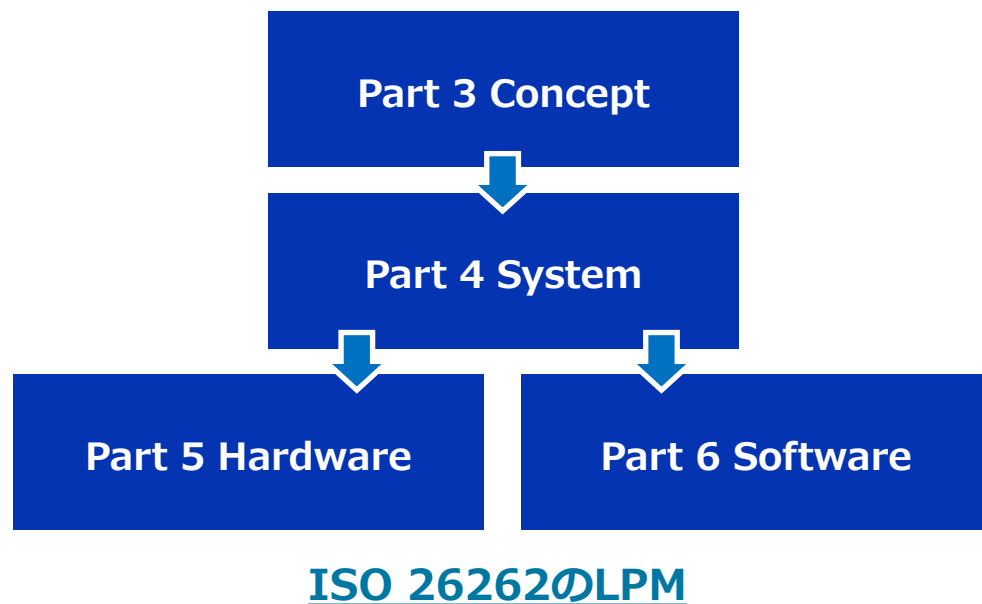 Part 3 Concept
Part 4 System
Part 5 Hardware
Part 6 Software
ISO 26262のLPM